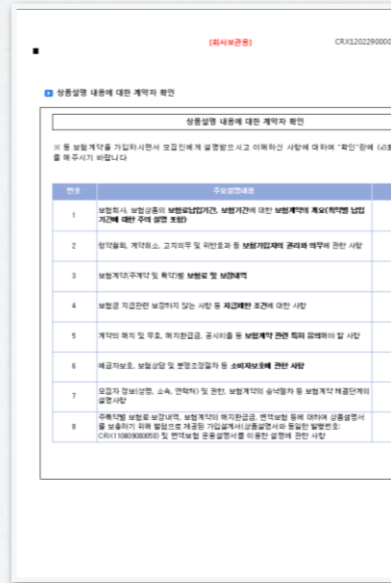 [회사보관용]
CRX120229000
상품설명 내용에 대한 계약자 확인
상품설명 내용에 대한 계약자 확인
※ 동 보험계약을 가입하시면서 모집인에게 설명받으시고 이해하신 사항에 대하여 "확인"란에
를 해 주시기 바랍니다
번호 주요설명내용
1 보험회사, 보험상품의 보험료납입기간, 보험기간에 대한 보험계약의 개요(특약별 납입
기간에 대한 주의 설명 포함)
2 청약철회, 계약취소, 고지의무 및 위반효과 등 보험가입자의 권리와 의무에 관한 사항
3 보험계약(주계약 및 특약)별 보험료 및 보장내역
4 보험금 지급관련 보장하지 않는 사항 등 지급제한 조건에 대한 사항
5 계약의 해지 및 무효, 해지환급금, 공시이율 등 보험계약 관련 특히 유의해야 할 사항
6 예금자보호, 보험상담 및 분쟁조정절차 등 소비자보호에 관한 사항
7 모집자 정보(성명, 소속, 연락처) 및 권한, 보험계약의 승낙절차 등 보험계약 체결단계의
설명사항
8 주특약별 보험료·보장내역, 보험계약의 해지환급금, 변액보험 등에 대하여 상품설명서
를 보충하기 위해 별첨으로 제공된 가입설계서(상품설명서와 동일한 발행번호:
및 변액보험 운용설명서를 이용한 설명에 관한 사항